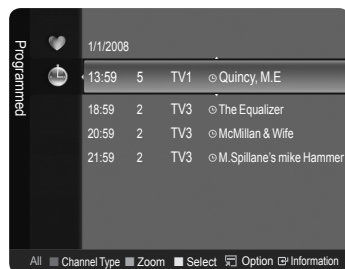 Programmed
1/1/2008
13:59 5 TV1 Quincy, M.E
18:59 2 TV3 The Equalizer
20:59 2 TV3 McMillan & Wife
21:59 2 TV3 M.Spillane's mike Hammer
All Channel Type Zoom Select Option Information